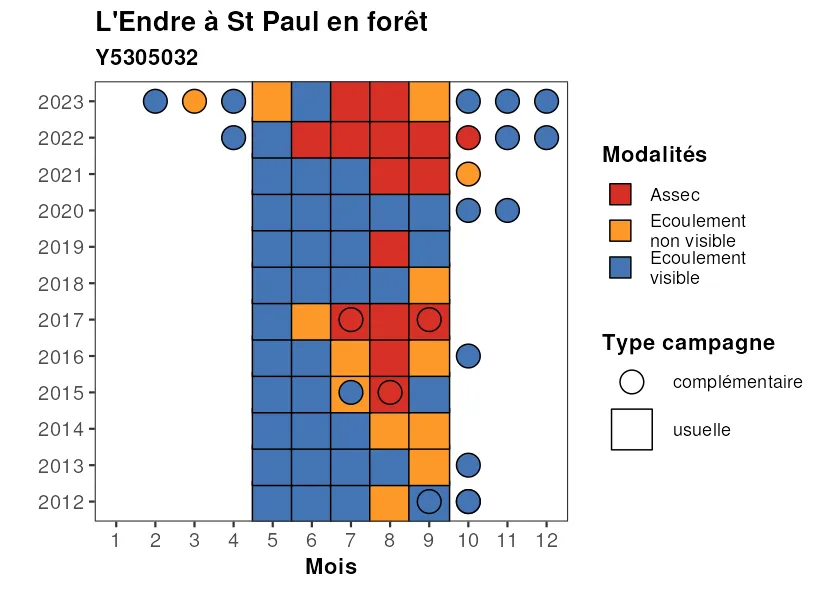 L'Endre à St Paul en forêt
Y5305032
2023
2022
2021
2020
2019
2018
2017
2016
2015
2014
2013
2012
1 2 3 4 5 6 7 8 9 10 11 12
Mois
Modalités
Assec
Ecoulement
non visible
Ecoulement
visible
Type campagne
complémentaire
usuelle